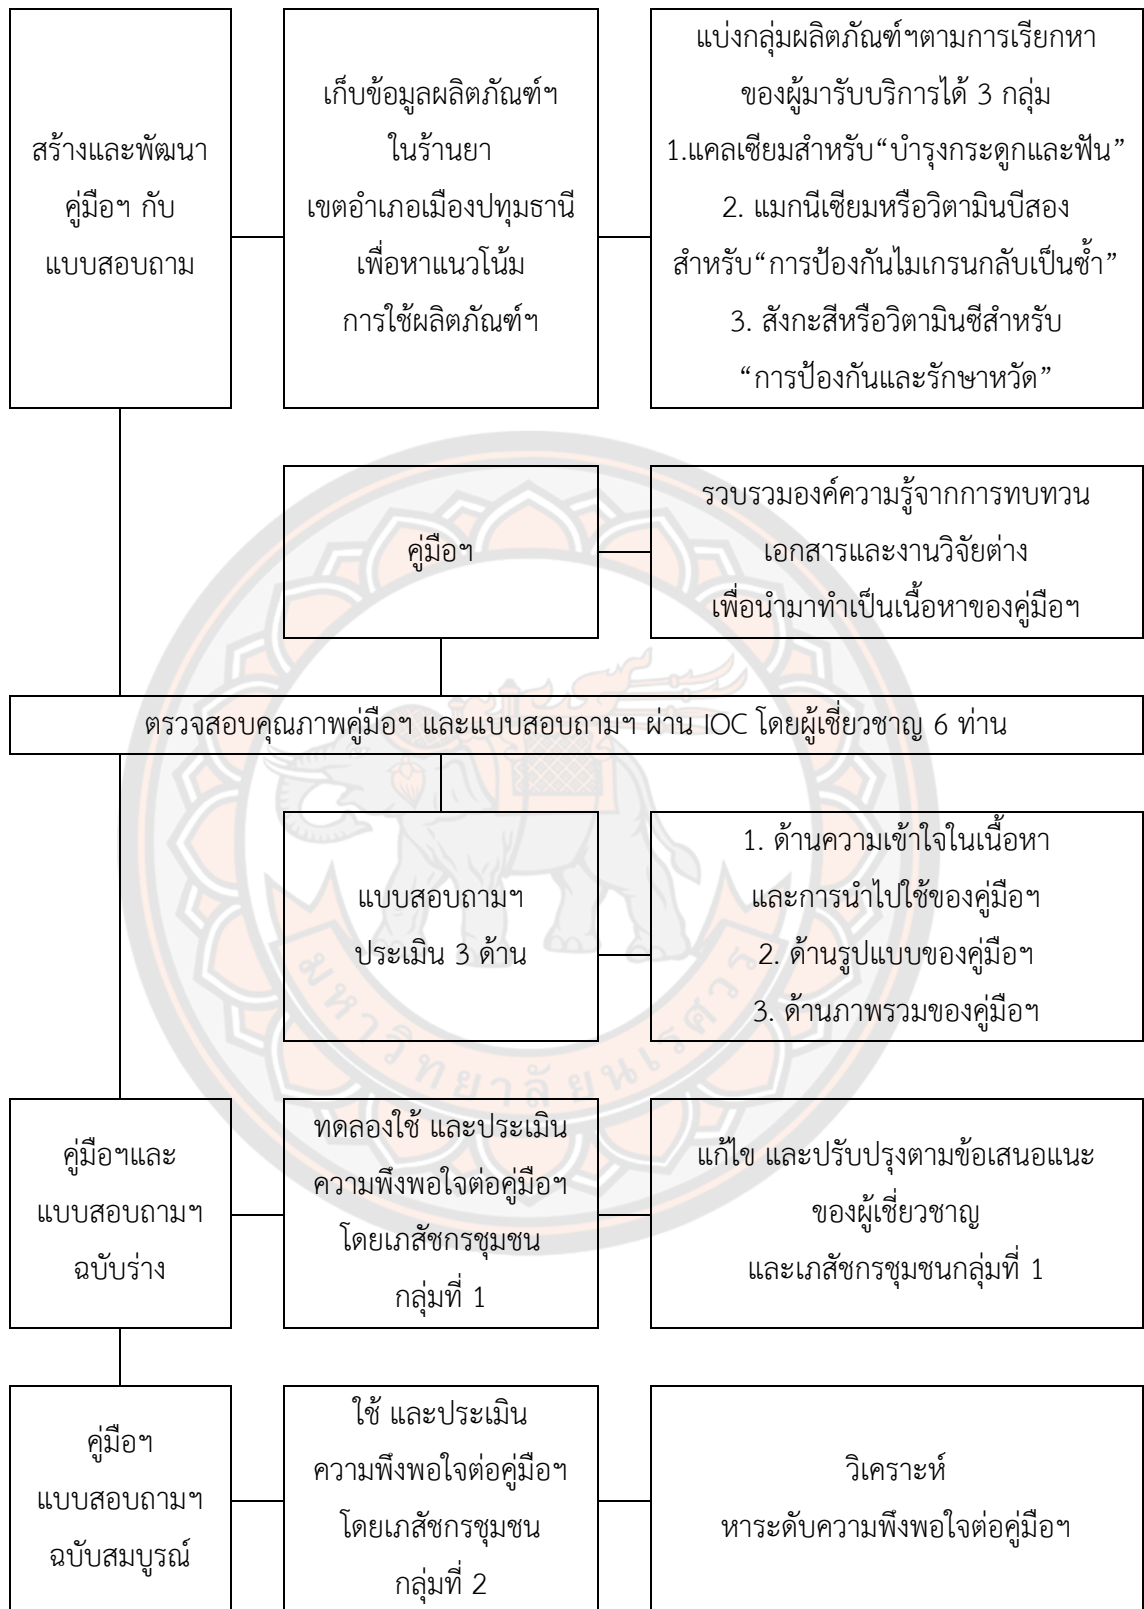 สร้างและพัฒนา
คู่มือฯ กับ
แบบสอบถาม
เก็บข้อมูลผลิตภัณฑ์ฯ
ในร้านยา
เขตอำเภอเมืองปทุมธานี
เพื่อหาแนวโน้ม
การใช้ผลิตภัณฑ์ฯ
แบ่งกลุ่มผลิตภัณฑ์ฯตามการเรียกหา
ของผู้มารับบริการได้ 3 กลุ่ม
1.แคลเซียมสำหรับ“บำรุงกระดูกและฟัน”
2. แมกนีเซียมหรือวิตามินบีสอง
สำหรับ“การป้องกันไมเกรนกลับเป็นซ้ำ”
3. สังกะสีหรือวิตามินซีสำหรับ
“การป้องกันและรักษาหวัด”
คู่มือฯ
รวบรวมองค์ความรู้จากการทบทวน
เอกสารและงานวิจัยต่าง
เพื่อนำมาทำเป็นเนื้อหาของคู่มือฯ
ตรวจสอบคุณภาพคู่มือฯ และแบบสอบถามฯ ผ่าน IOC โดยผู้เชี่ยวชาญ 6 ท่าน
แบบสอบถามฯ
ประเมิน 3 ด้าน
1. ด้านความเข้าใจในเนื้อหา
และการนำไปใช้ของคู่มือฯ
2. ด้านรูปแบบของคู่มือฯ
3. ด้านภาพรวมของคู่มือฯ
มหาวิทยาลัยนเรศวร
คู่มือฯและ
แบบสอบถามฯ
ฉบับร่าง
ทดลองใช้ และประเมิน
ความพึงพอใจต่อคู่มือฯ
โดยเภสัชกรชุมชน
กลุ่มที่ 1
แก้ไข และปรับปรุงตามข้อเสนอแนะ
ของผู้เชี่ยวชาญ
และเภสัชกรชุมชนกลุ่มที่ 1
คู่มือฯ
แบบสอบถามฯ
ฉบับสมบูรณ์
ใช้ และประเมิน
ความพึงพอใจต่อคู่มือฯ
โดยเภสัชกรชุมชน
กลุ่มที่ 2
วิเคราะห์
หาระดับความพึงพอใจต่อคู่มือฯ